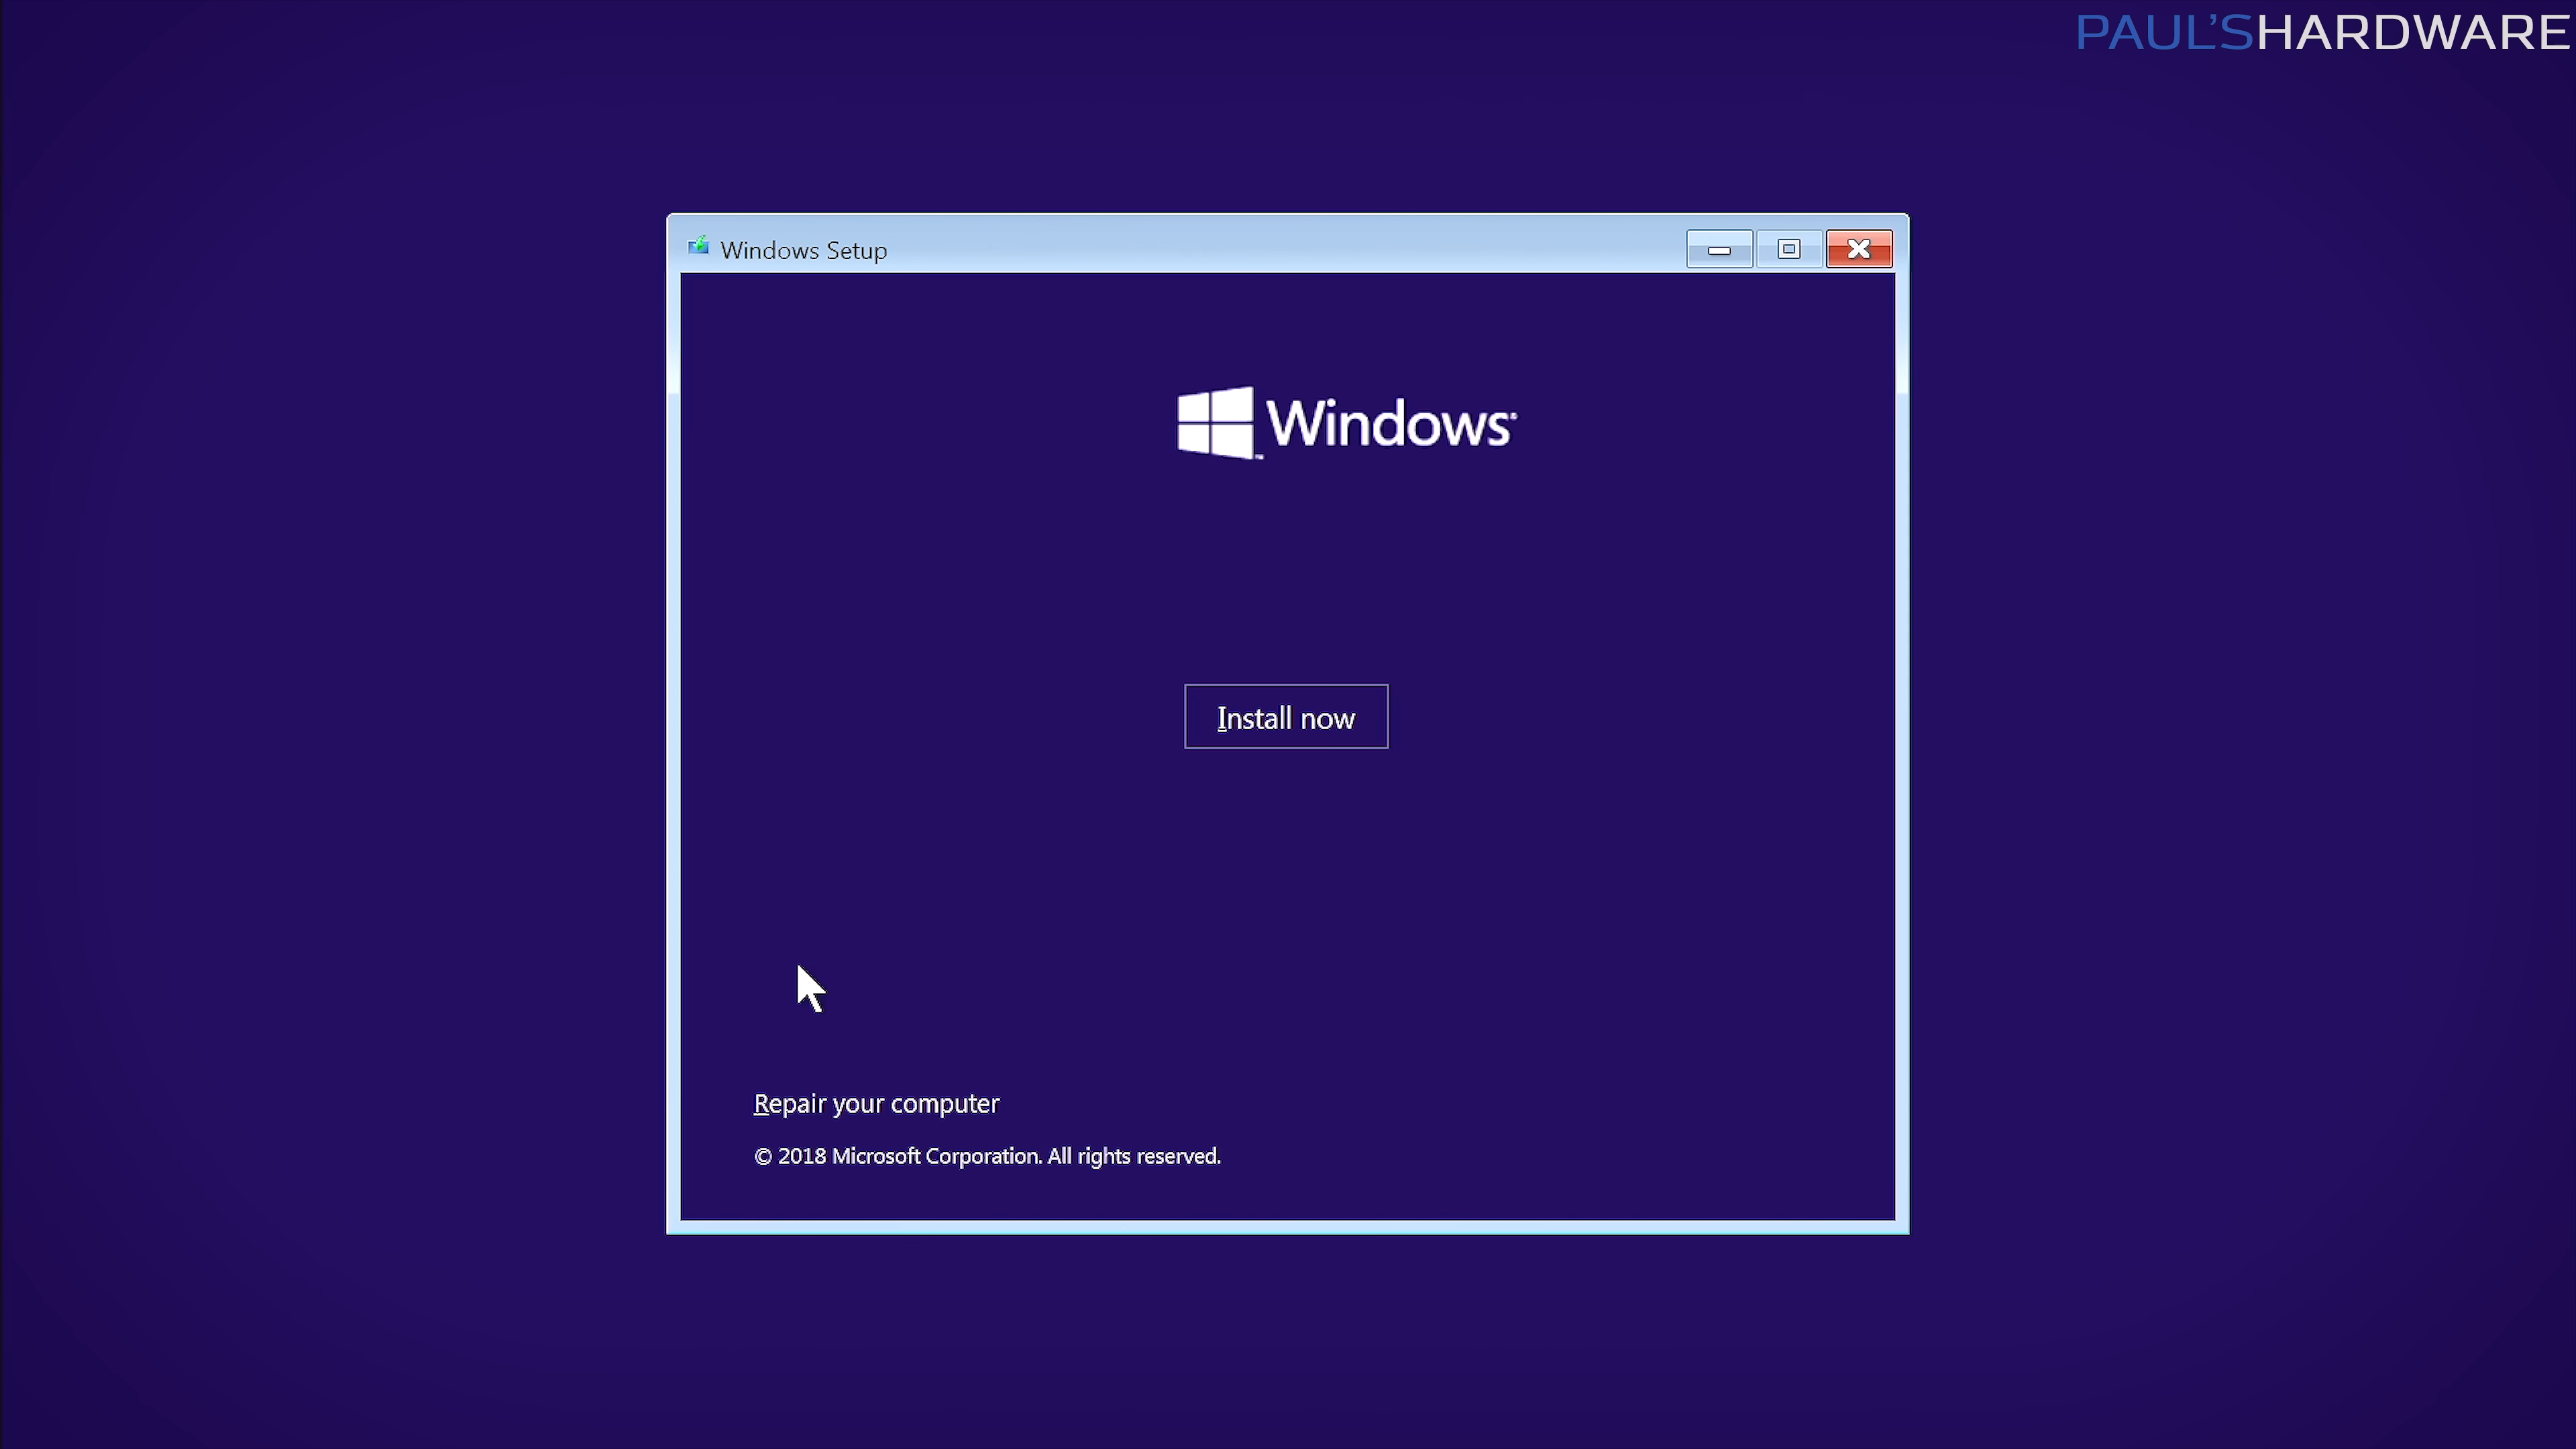 PAUL'SHARDWARE
Windows Setup
Windows
Install now
Repair your computer
© 2018 Microsoft Corporation. All rights reserved.